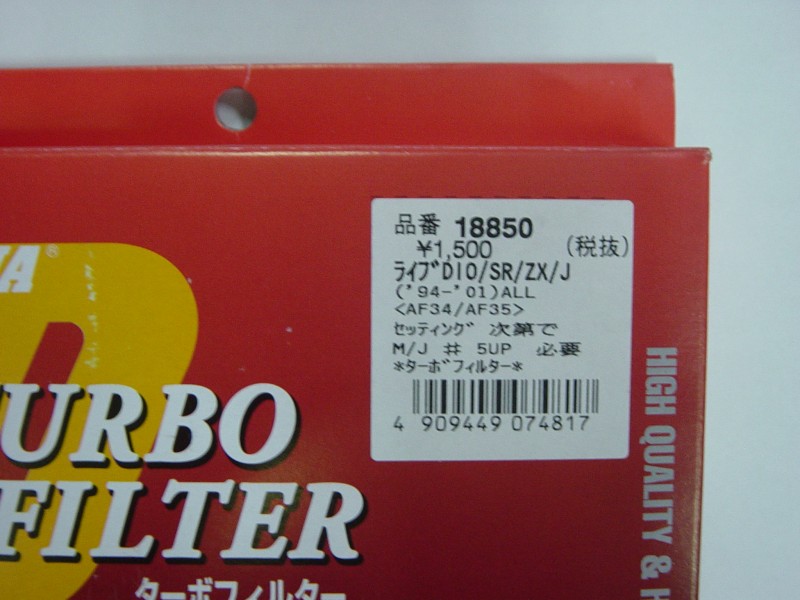 品番 18850
¥1,500 (税抜)
ﾗｲﾌﾞDIO/SR/ZX/J
('94-'01)ALL
<AF34/AF35>
ｾｯﾃｨﾝｸﾞ 次第で
M/J # 5UP 必要
*ﾀｰﾎﾞﾌｨﾙﾀｰ*
4 909449 074817
®
URBO
FILTER
ターボフィルター
HIGH QUALITY &